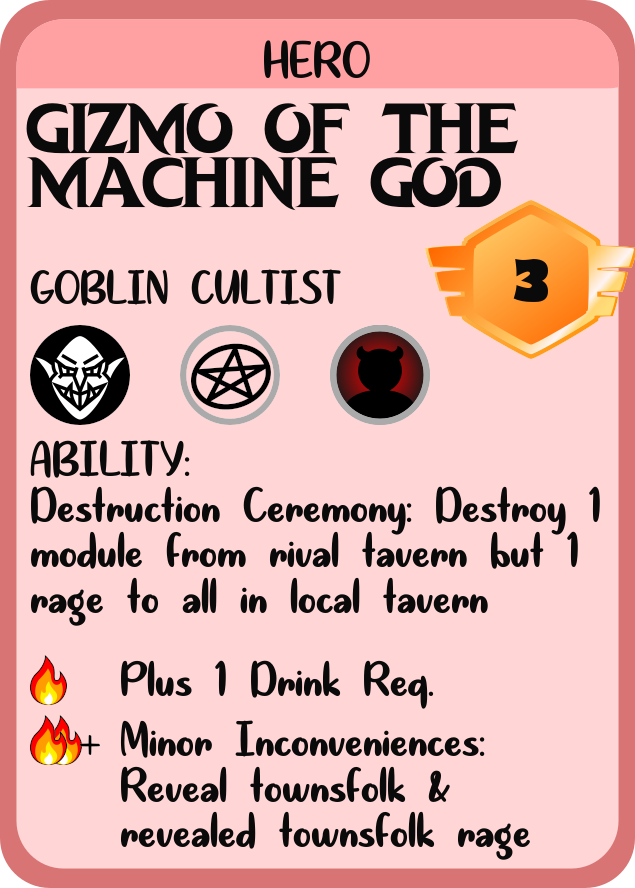 HERO
GIZMO OF THE
MACHINE GOD
3
GOBLIN CULTIST
ABILITY:
Destruction Ceremony: Destroy 1
module from rival tavern but 1
rage to all in local tavern
Plus 1 Drink Req.
+ Minor Inconveniences:
Reveal townsfolk &
revealed townsfolk rage